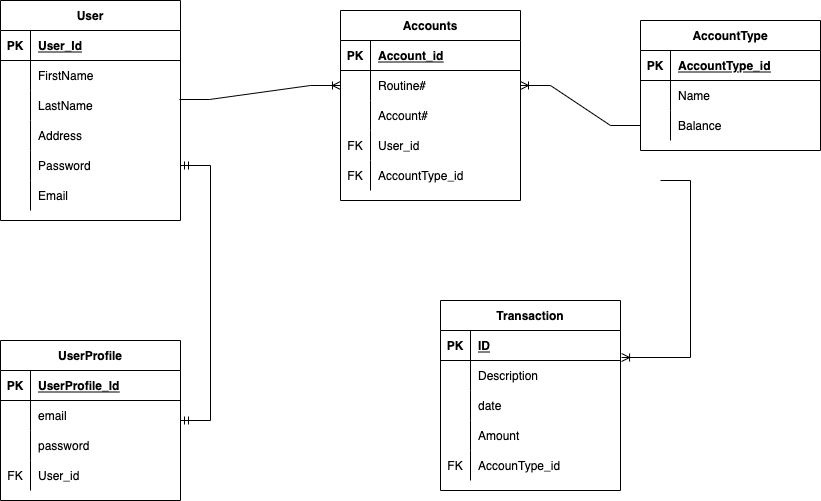 User
PK User_Id
FirstName
LastName
Address
Password
Email
Accounts
PK Account_id
Routine#
Account#
FK User_id
FK AccountType_id
AccountType
PK AccountType_id
Name
Balance
UserProfile
PK UserProfile_Id
email
password
FK User_id
Transaction
PK ID
Description
date
Amount
FK AccounType_id